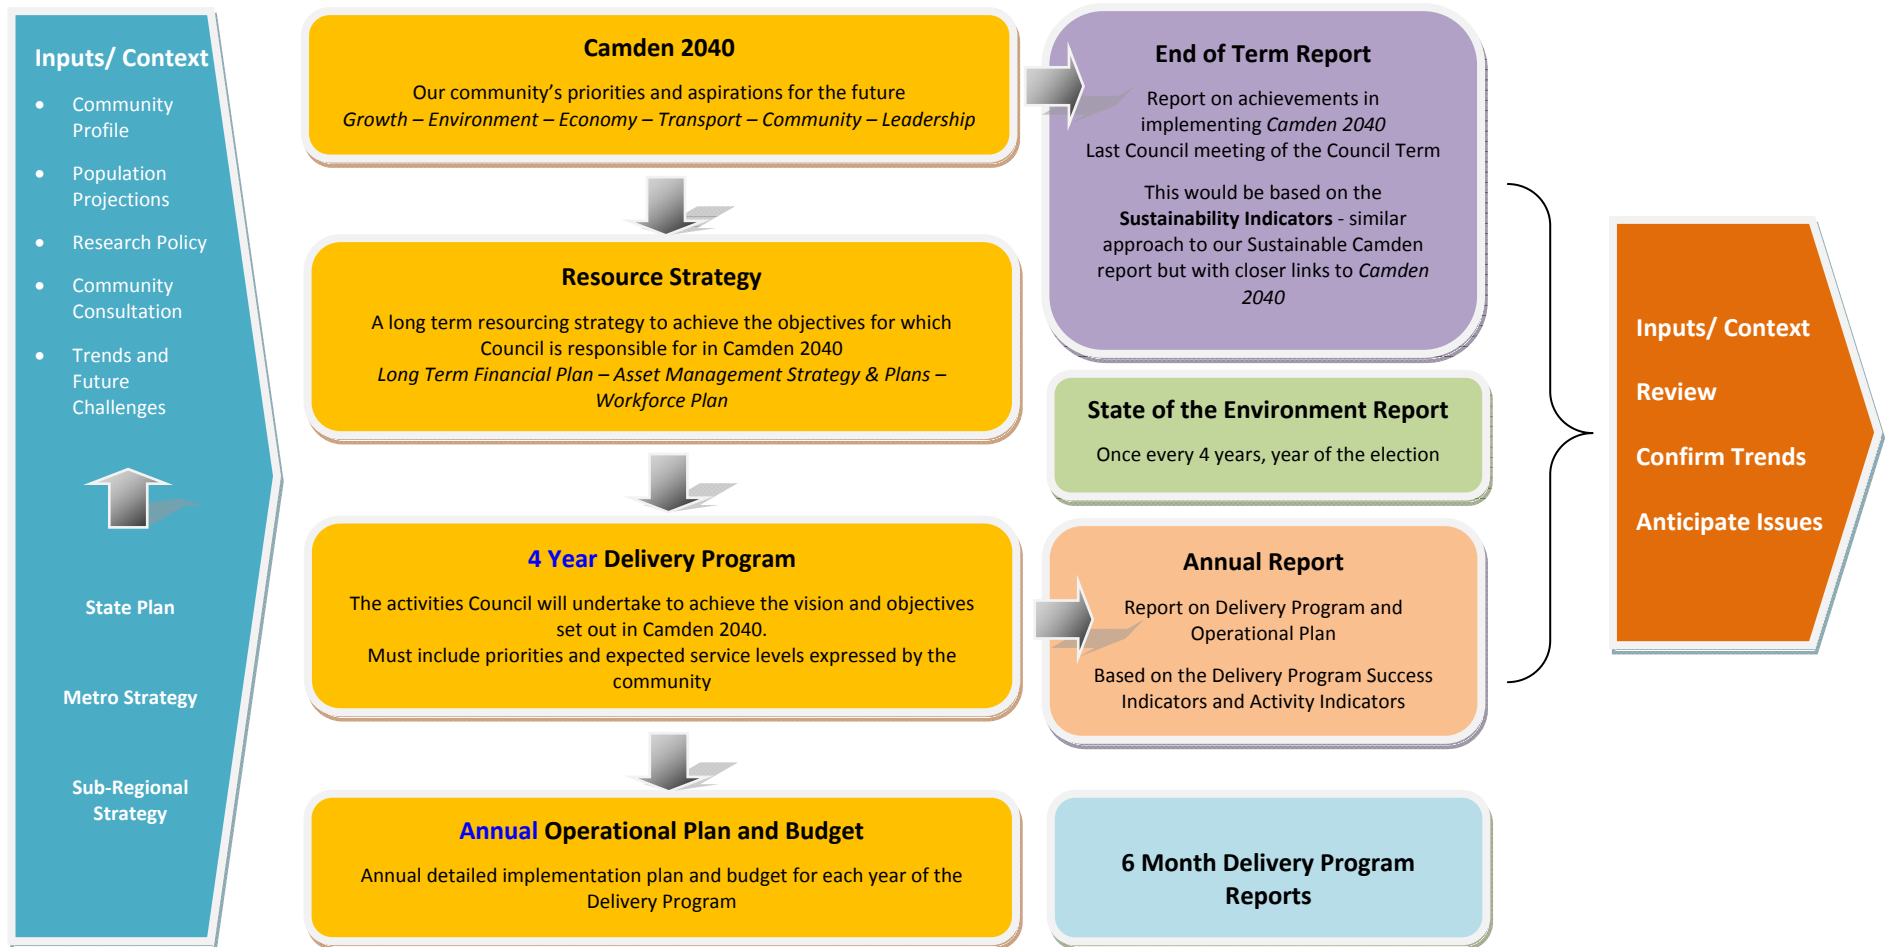 Inputs/ Context
• Community
Profile
• Population
Projections
• Research Policy
• Community
Consultation
• Trends and
Future
Challenges
State Plan
Metro Strategy
Sub-Regional
Strategy
Camden 2040
Our community’s priorities and aspirations for the future
Growth – Environment – Economy – Transport – Community – Leadership
Resource Strategy
A long term resourcing strategy to achieve the objectives for which
Council is responsible for in Camden 2040
Long Term Financial Plan – Asset Management Strategy & Plans –
Workforce Plan
4 Year Delivery Program
The activities Council will undertake to achieve the vision and objectives
set out in Camden 2040.
Must include priorities and expected service levels expressed by the
community
Annual Operational Plan and Budget
Annual detailed implementation plan and budget for each year of the
Delivery Program
End of Term Report
Report on achievements in
implementing Camden 2040
Last Council meeting of the Council Term
This would be based on the
Sustainability Indicators - similar
approach to our Sustainable Camden
report but with closer links to Camden
2040
State of the Environment Report
Once every 4 years, year of the election
Annual Report
Report on Delivery Program and
Operational Plan
Based on the Delivery Program Success
Indicators and Activity Indicators
6 Month Delivery Program
Reports
Inputs/ Context
Review
Confirm Trends
Anticipate Issues